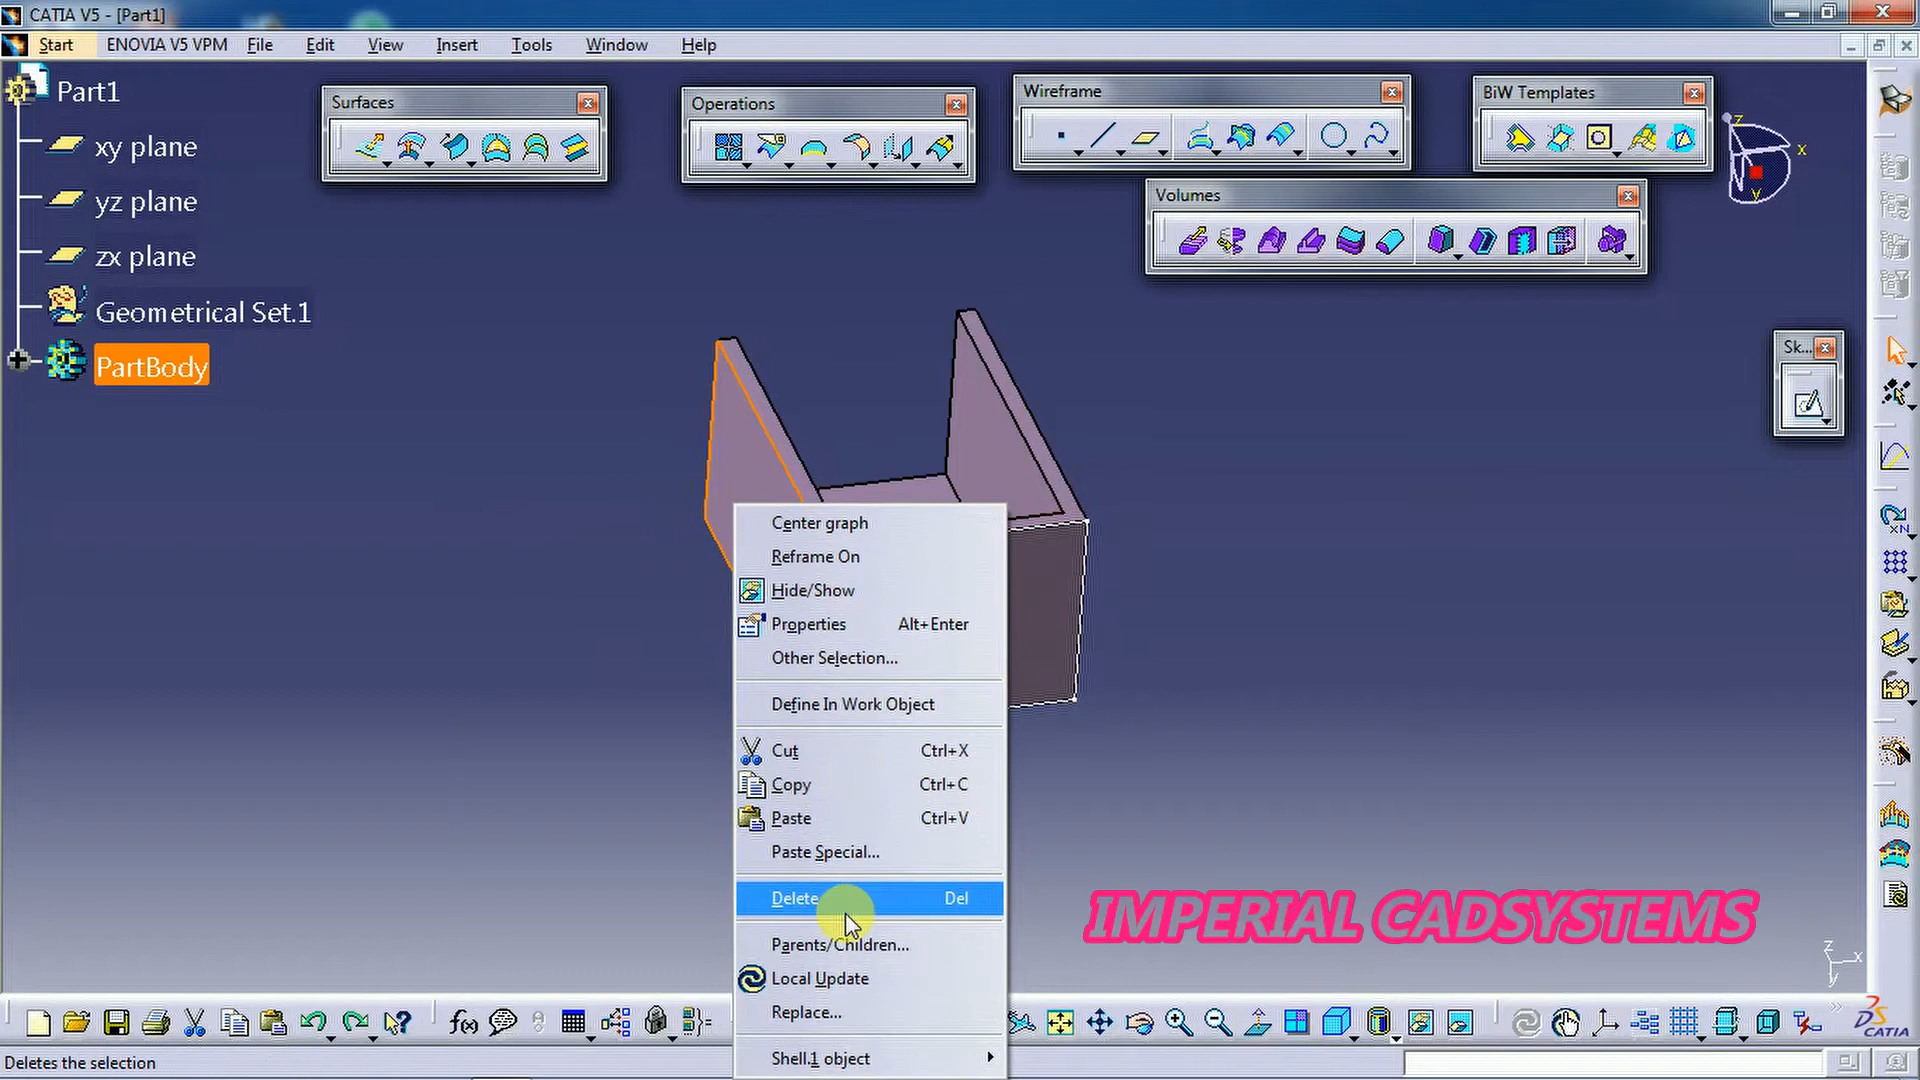 CATIA V5 - [Part1]
Start ENOVIA V5 VPM File Edit View Insert Tools Window Help
Part1
xy plane
yz plane
zx plane
Geometrical Set.1
PartBody
Surfaces
Operations
Wireframe
BiW Templates
Volumes
Sk...
z
x
y
Center graph
Reframe On
Hide/Show
Properties Alt+Enter
Other Selection...
Define In Work Object
Cut Ctrl+X
Copy Ctrl+C
Paste Ctrl+V
Paste Special...
Delete Del
Parents/Children...
Local Update
Replace...
Shell.1 object
IMPERIAL CADSYSTEMS
z
x
y
f(x)
CATIA
Deletes the selection